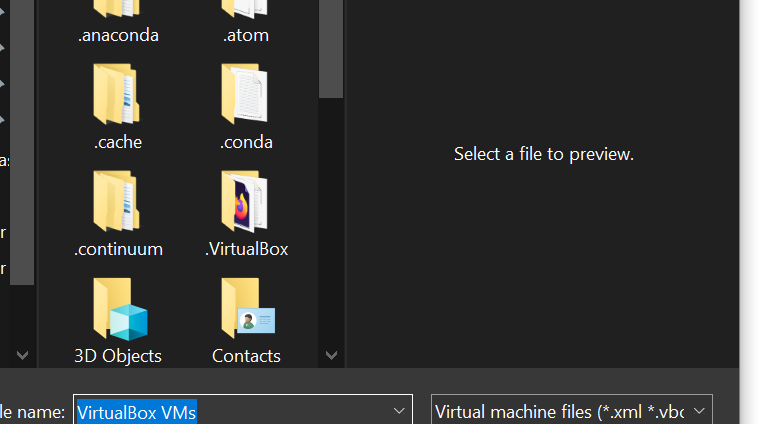 .anaconda
.atom
.cache
.conda
Select a file to preview.
.continuum
.VirtualBox
3D Objects
Contacts
le name:
VirtualBox VMs
Virtual machine files (*.xml *.vbc